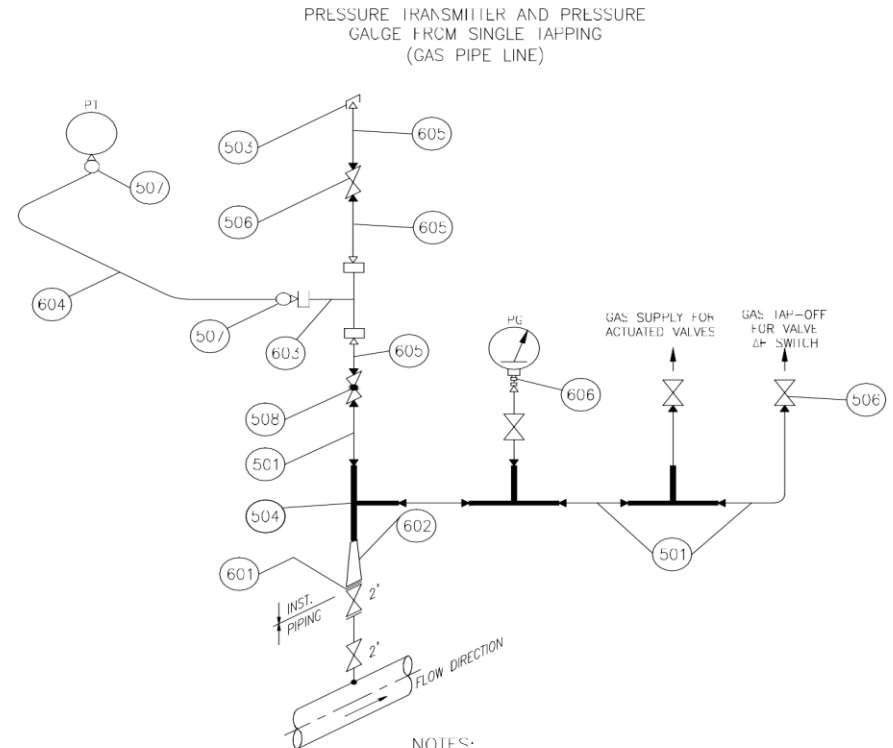 PRESSURE TRANSMITTER AND PRESSURE
GAUGE FROM SINGLE TAPPING
(GAS PIPE LINE)
PT
503
605
507
506
605
604
507
603
605
508
501
504
602
601
PG
606
GAS SUPPLY FOR
ACTUATED VALVES
GAS TAP-OFF
FOR VALVE
ΔP SWITCH
506
501
2"
INST.
PIPING
2"
FLOW DIRECTION
NOTES: